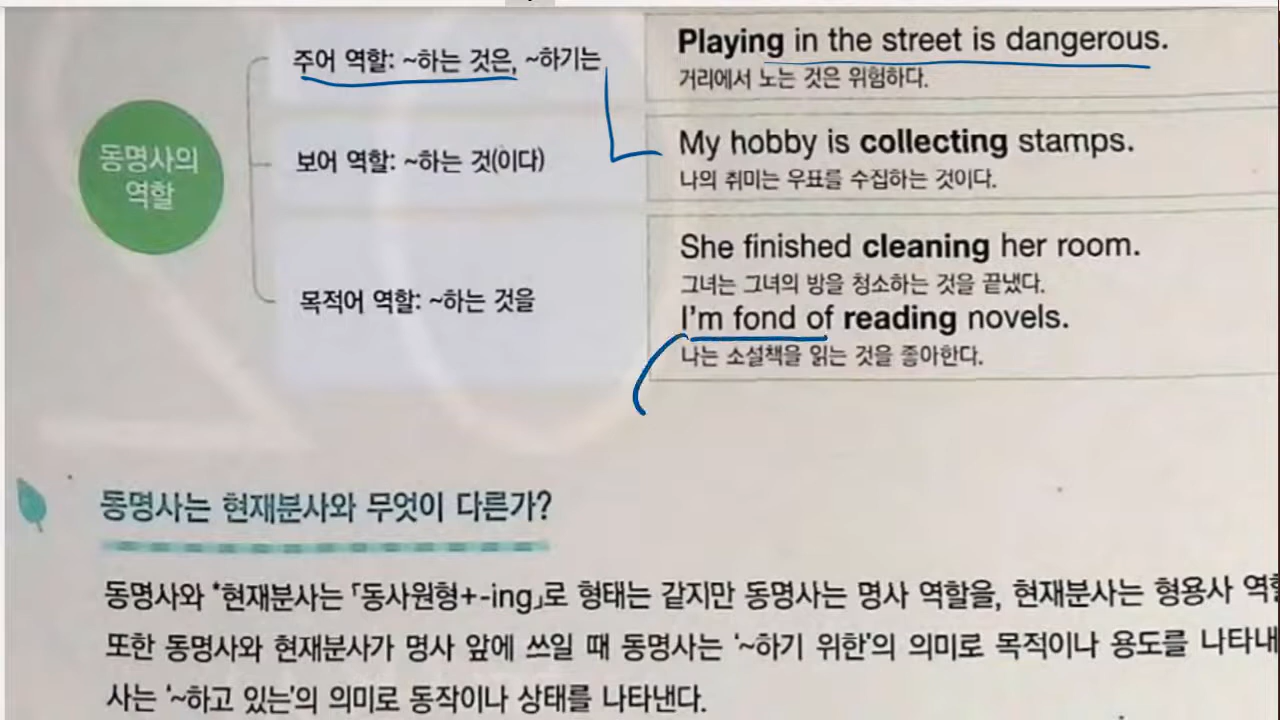 동명사의
역할
주어 역할: ~하는 것은, ~하기는
Playing in the street is dangerous.
거리에서 노는 것은 위험하다.
보어 역할: ~하는 것(이다)
My hobby is collecting stamps.
나의 취미는 우표를 수집하는 것이다.
목적어 역할: ~하는 것을
She finished cleaning her room.
그녀는 그녀의 방을 청소하는 것을 끝냈다.
I'm fond of reading novels.
나는 소설책을 읽는 것을 좋아한다.
동명사는 현재분사와 무엇이 다른가?
동명사와 *현재분사는 「동사원형+-ing」로 형태는 같지만 동명사는 명사 역할을, 현재분사는 형용사 역할
또한 동명사와 현재분사가 명사 앞에 쓰일 때 동명사는 '~하기 위한'의 의미로 목적이나 용도를 나타내
사는 '~하고 있는'의 의미로 동작이나 상태를 나타낸다.